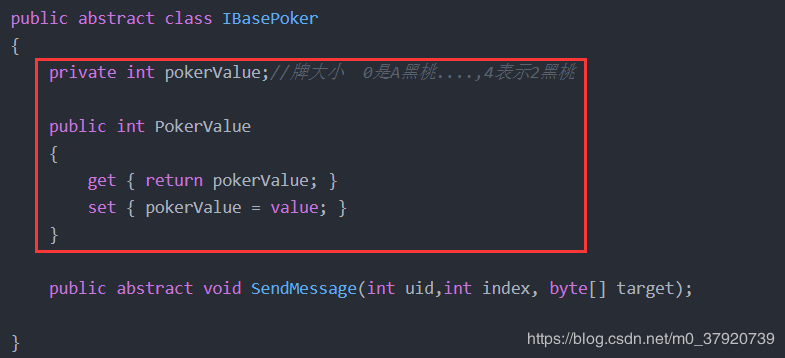 public abstract class IBasePoker
{
private int pokerValue;//牌大小 0是A黑桃....,4表示2黑桃
public int PokerValue
{
get { return pokerValue; }
set { pokerValue = value; }
}
public abstract void SendMessage(int uid,int index, byte[] target);
}
https://blog.csdn.net/m0_37920739